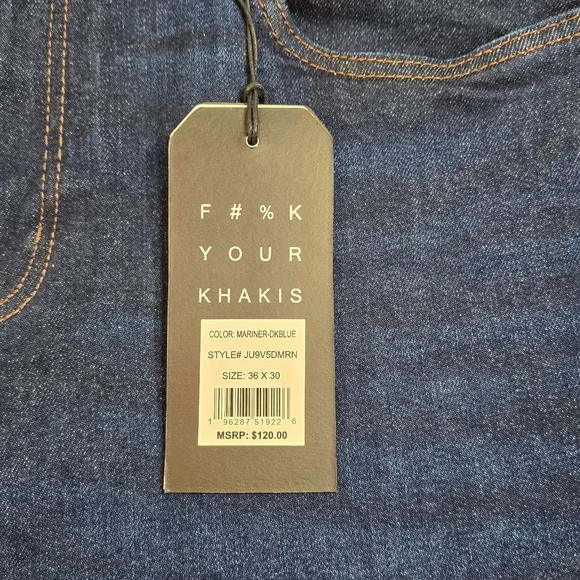 F # % K
YOUR
KHAKIS
COLOR: MARINER-DKBLUE
STYLE# JU9V5DMRN
SIZE: 36 X 30
1 96287 51922 6
MSRP: $120.00